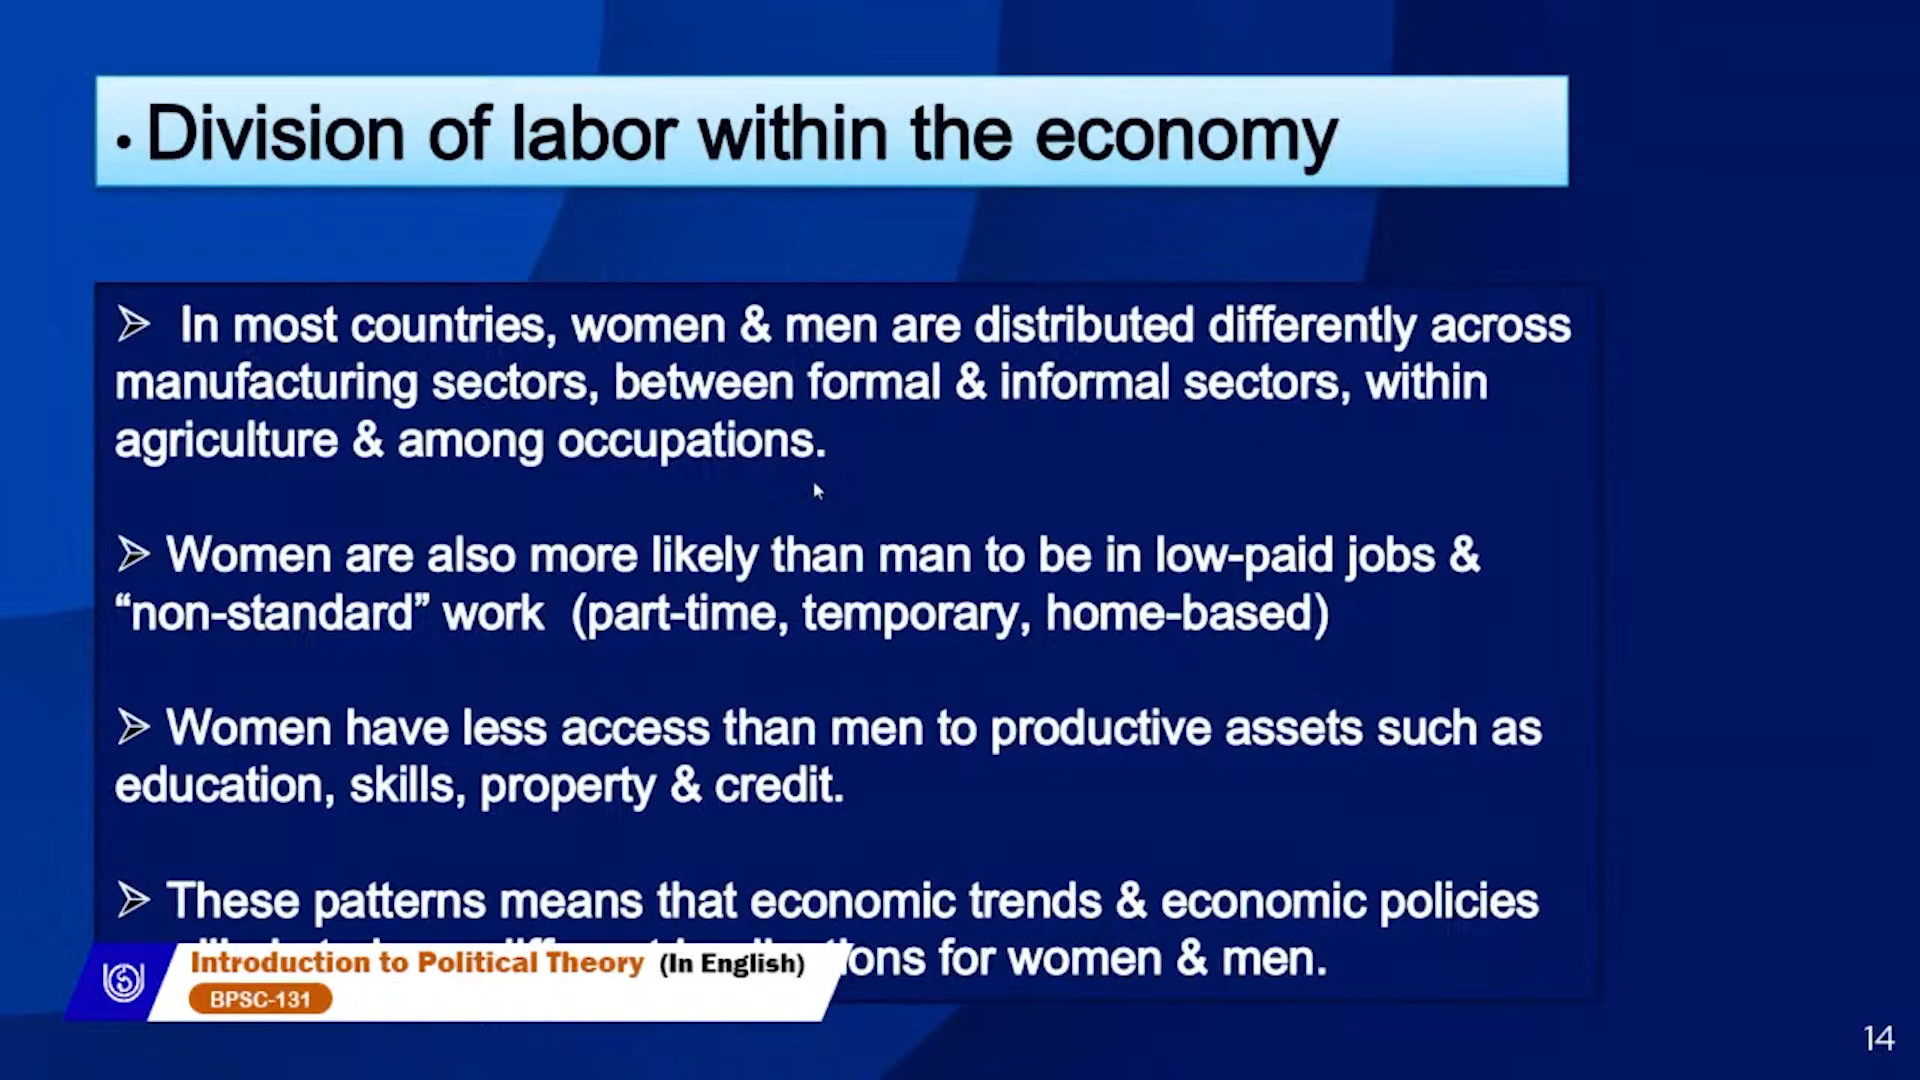 • Division of labor within the economy
➢ In most countries, women & men are distributed differently across
manufacturing sectors, between formal & informal sectors, within
agriculture & among occupations.
➢ Women are also more likely than man to be in low-paid jobs &
“non-standard” work (part-time, temporary, home-based)
➢ Women have less access than men to productive assets such as
education, skills, property & credit.
➢ These patterns means that economic trends & economic policies
for women & men.
Introduction to Political Theory (In English)
BPSC-131
14